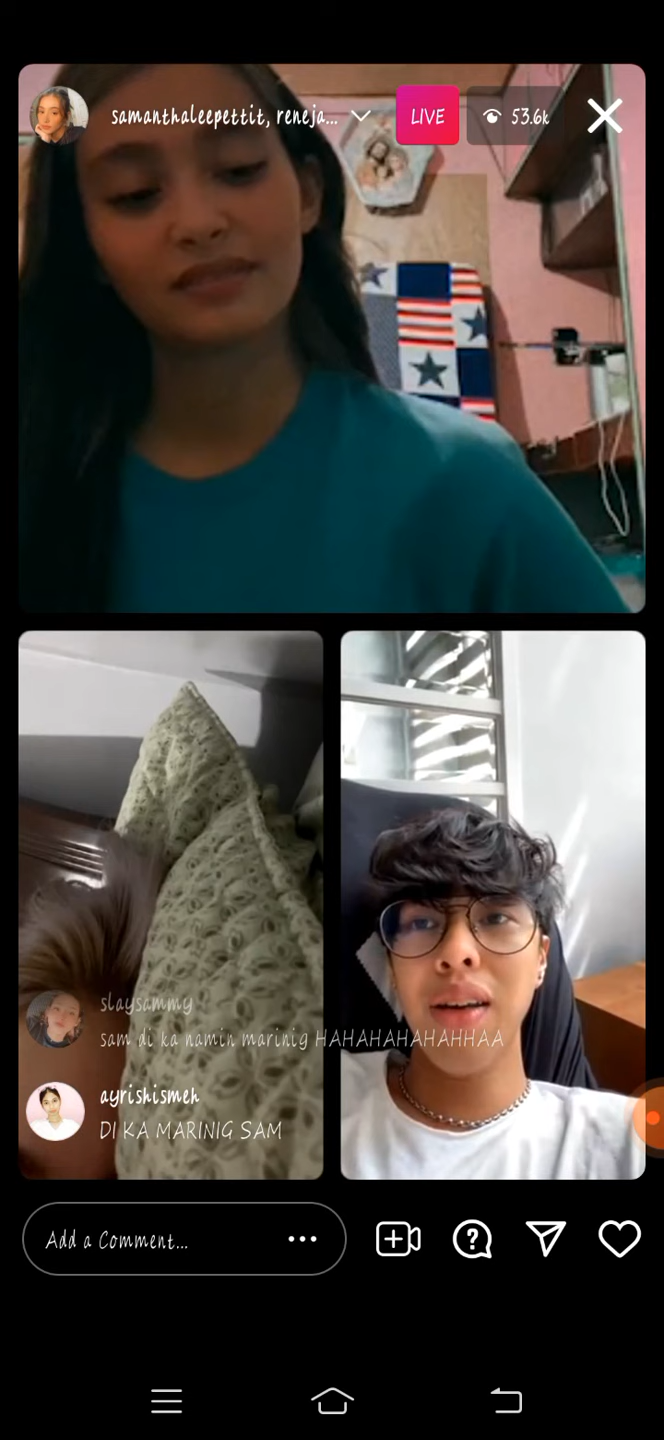 samanthaleepettit, reneja...
LIVE
53.6k
slaysammy
sam di ka namin marinig HAHAHAHAHAHHAA
ayrishismeh
DI KA MARINIG SAM
Add a Comment...